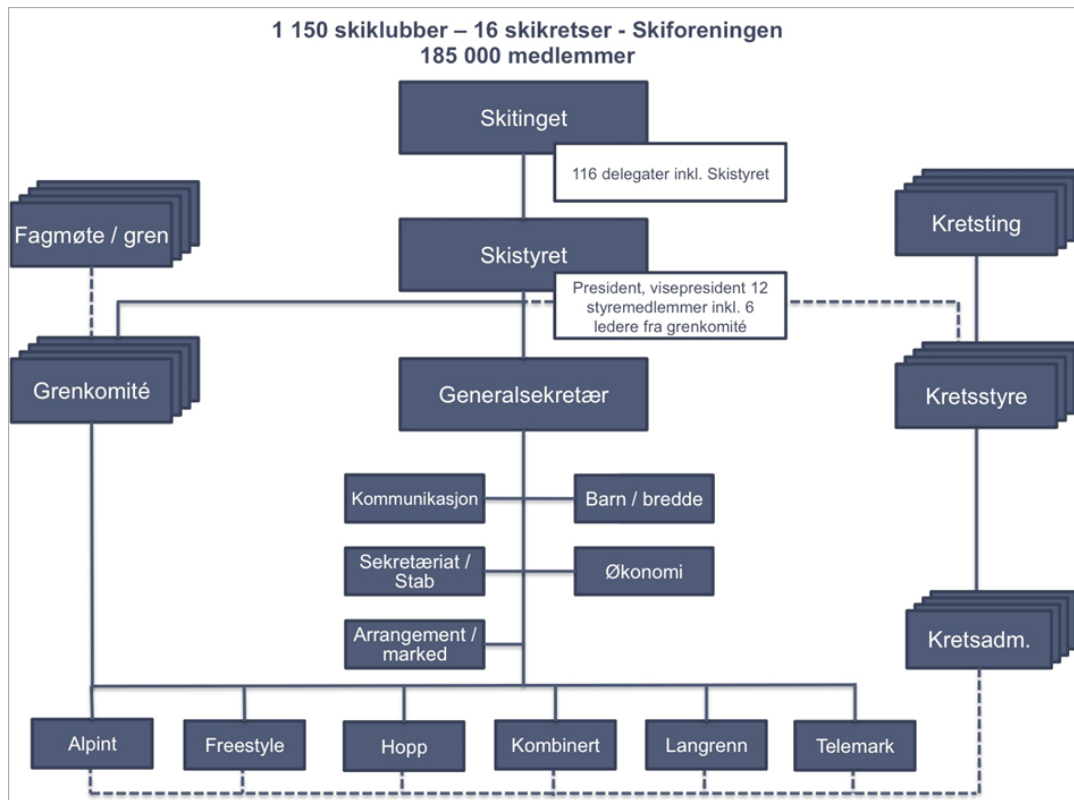 1 150 skiklubber – 16 skikretser - Skiforeningen
185 000 medlemmer
Skitinget
116 delegater inkl. Skistyret
Fagmøte / gren
Kretsting
Skistyret
President, visepresident 12
styremedlemmer inkl. 6
ledere fra grenkomité
Grenkomité
Generalsekretær
Kretsstyre
Kommunikasjon
Barn / bredde
Sekretæriat /
Stab
Økonomi
Arrangement /
marked
Kretsadm.
Alpint
Freestyle
Hopp
Kombinert
Langrenn
Telemark